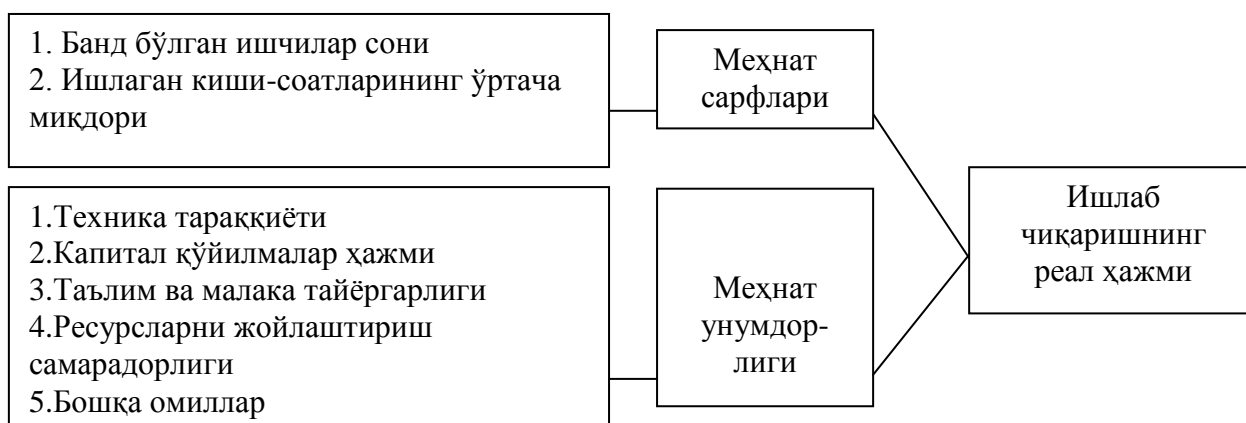 1. Банд бўлган ишчилар сони
2. Ишлаган киши-соатларининг ўртача
миқдори
Меҳнат
сарфлари
1.Техника тараққиёти
2.Капитал қўйилмалар ҳажми
3.Таълим ва малака тайёргарлиги
4.Ресурсларни жойлаштириш
самарадорлиги
5.Бошқа омиллар
Меҳнат
унумдор-
лиги
Ишлаб
чиқаришнинг
реал ҳажми